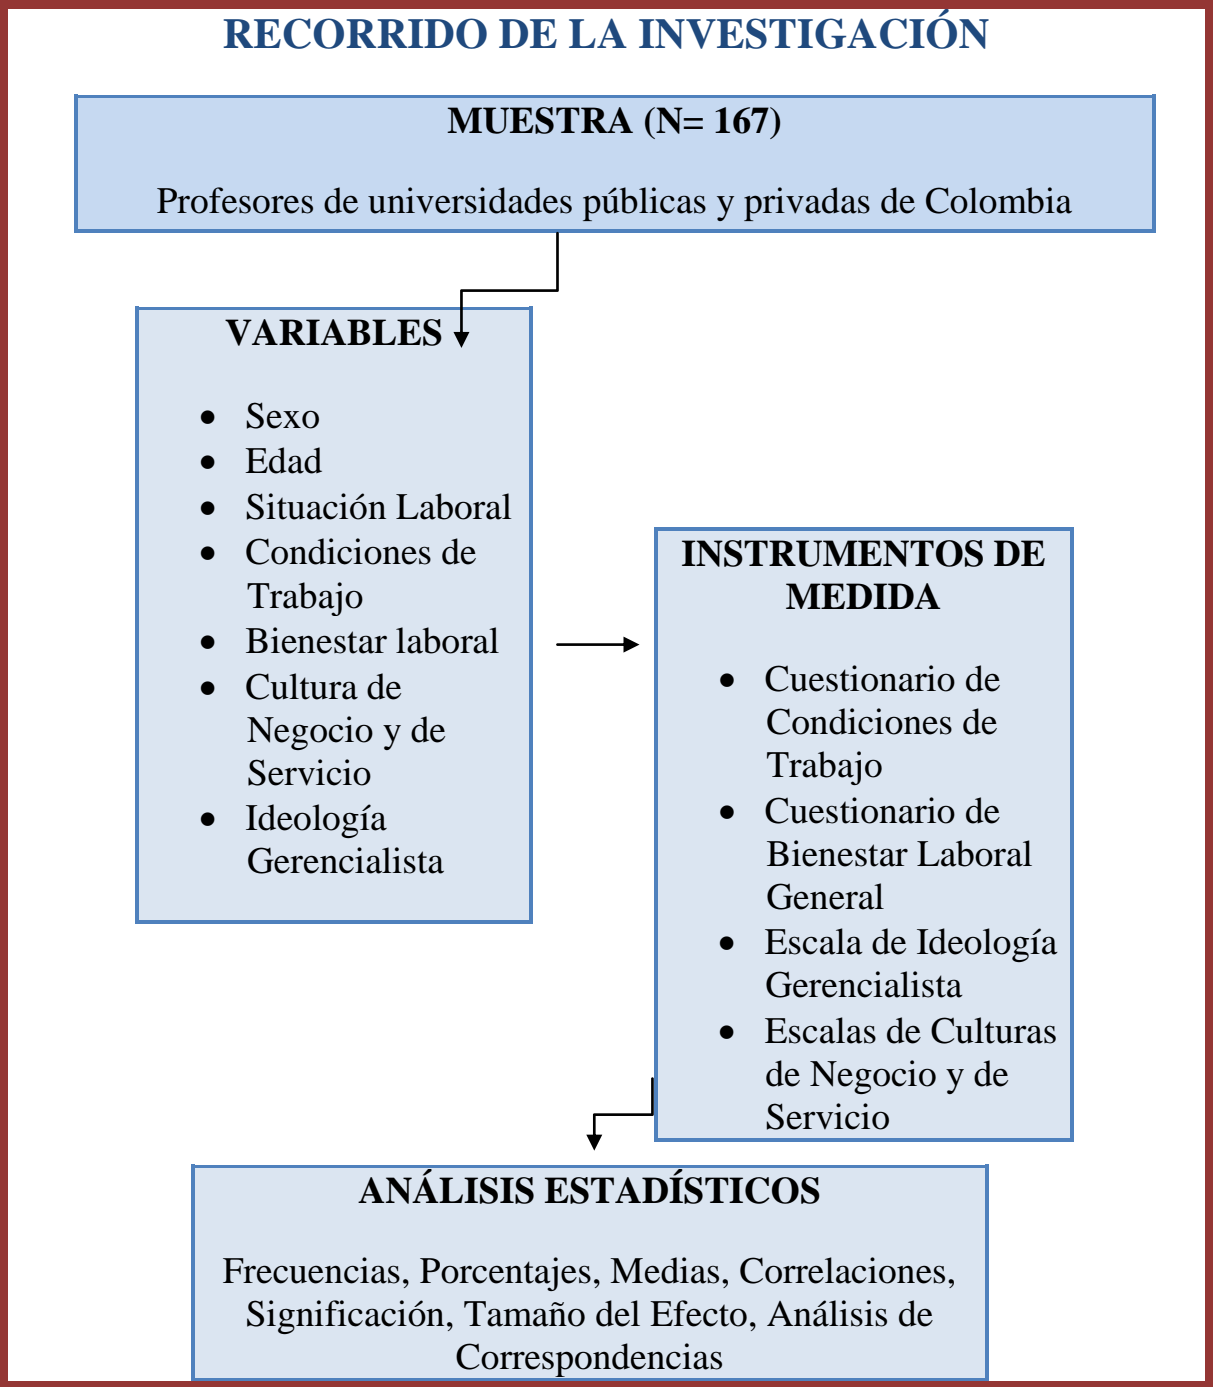 RECORRIDO DE LA INVESTIGACIÓN
MUESTRA (N= 167)
Profesores de universidades públicas y privadas de Colombia
VARIABLES
• Sexo
• Edad
• Situación Laboral
• Condiciones de
Trabajo
• Bienestar laboral
• Cultura de
Negocio y de
Servicio
• Ideología
Gerencialista
INSTRUMENTOS DE
MEDIDA
• Cuestionario de
Condiciones de
Trabajo
• Cuestionario de
Bienestar Laboral
General
• Escala de Ideología
Gerencialista
• Escalas de Culturas
de Negocio y de
Servicio
ANÁLISIS ESTADÍSTICOS
Frecuencias, Porcentajes, Medias, Correlaciones,
Significación, Tamaño del Efecto, Análisis de
Correspondencias